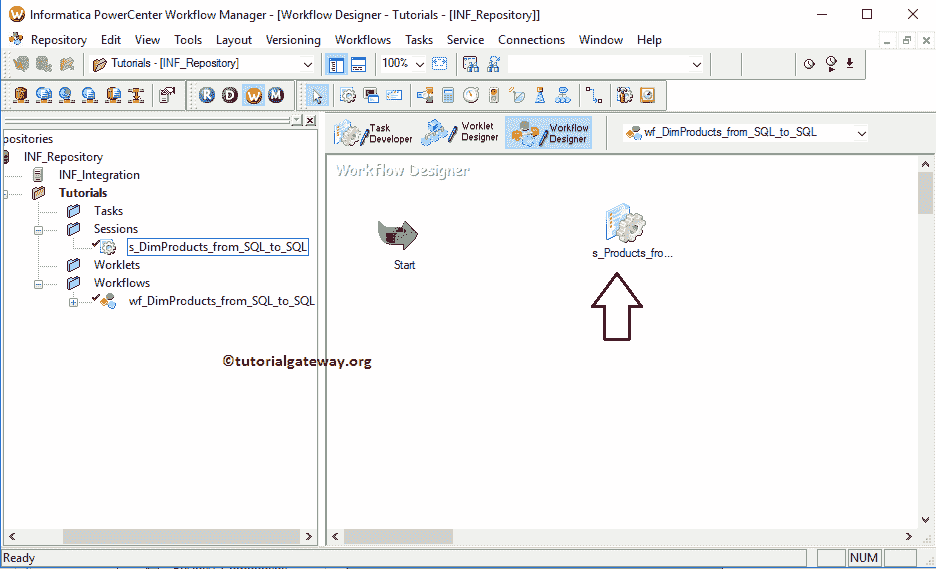 Informatica PowerCenter Workflow Manager - [Workflow Designer - Tutorials - [INF_Repository]]
Repository Edit View Tools Layout Versioning Workflows Tasks Service Connections Window Help
Tutorials - [INF_Repository] 100%
R D W M
Task Developer
Worklet Designer
Workflow Designer
wf_DimProducts_from_SQL_to_SQL
positories
INF_Repository
INF_Integration
Tutorials
Tasks
Sessions
s_DimProducts_from_SQL_to_SQL
Worklets
Workflows
wf_DimProducts_from_SQL_to_SQL
Workflow Designer
Start
s_Products_fro...
©tutorialgateway.org
Ready NUM